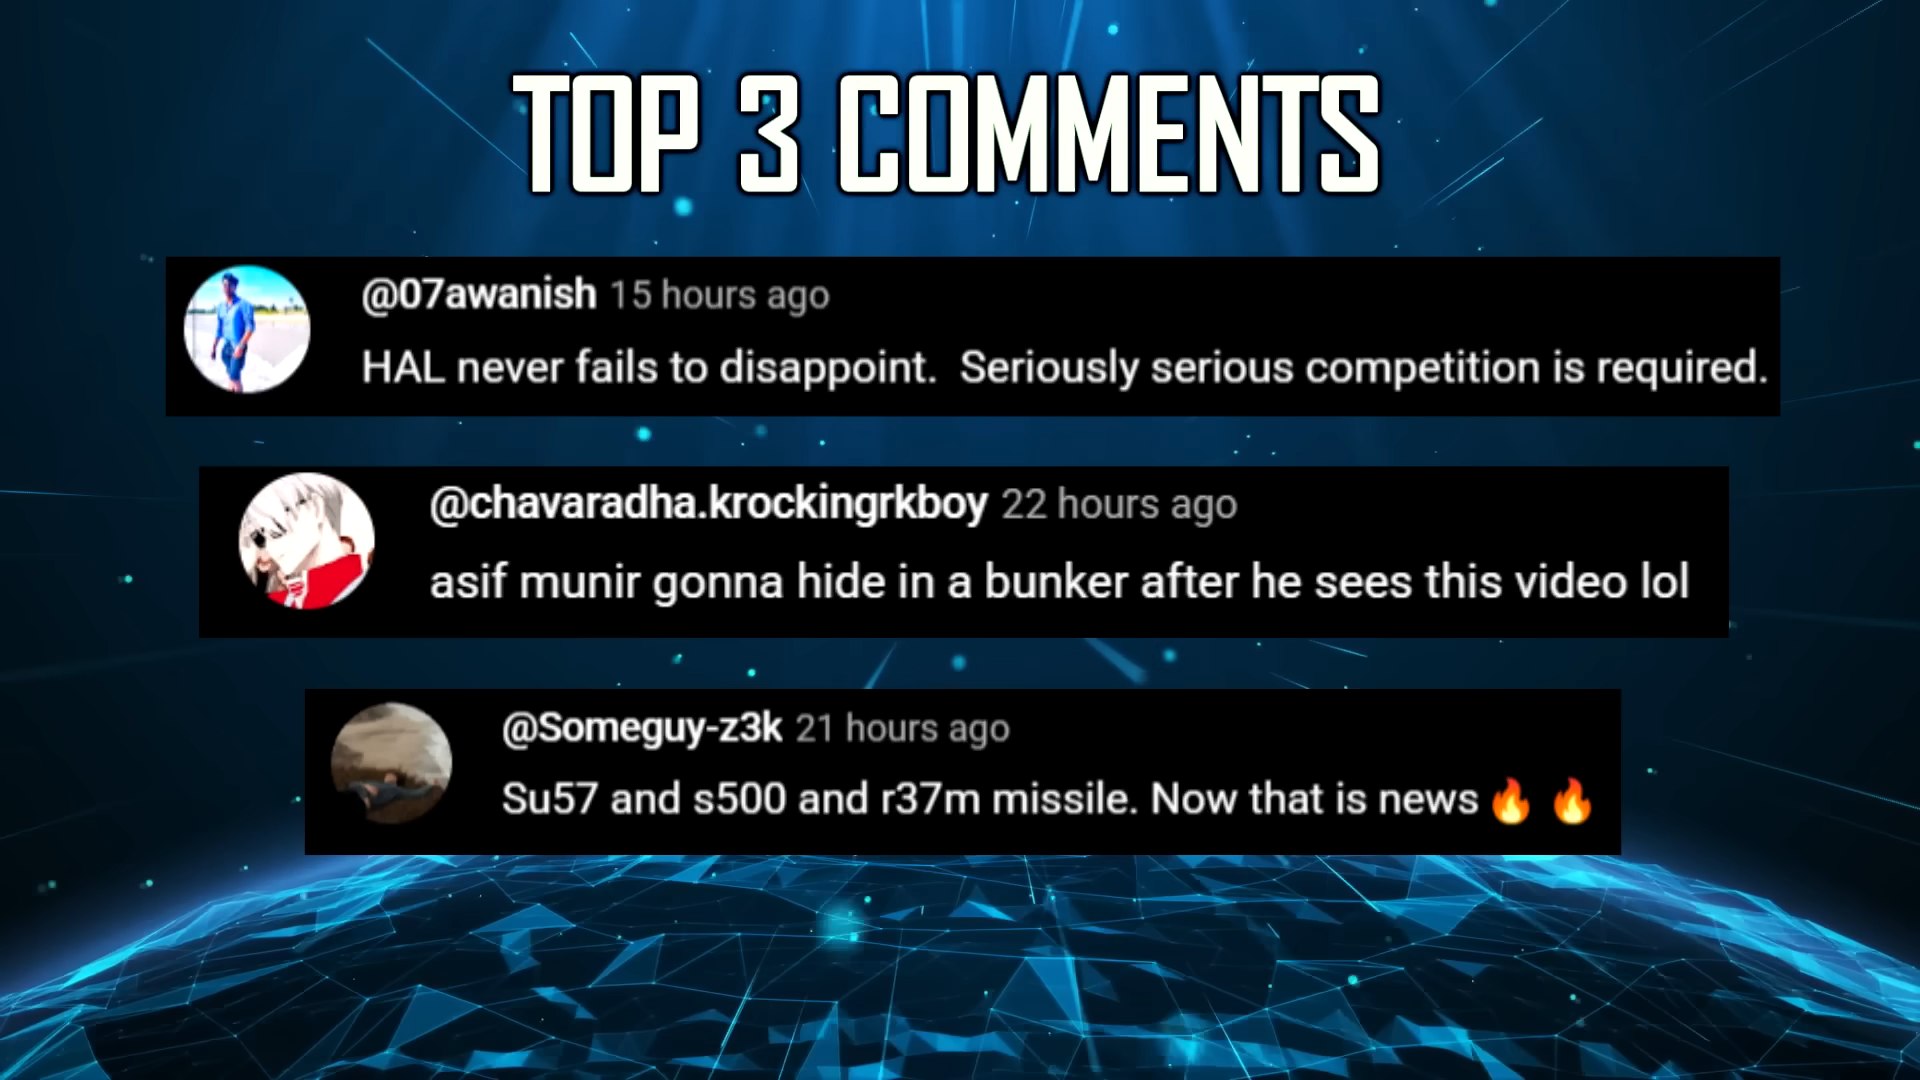 TOP 3 COMMENTS
@07awanish 15 hours ago
HAL never fails to disappoint.  Seriously serious competition is required.
@chavaradha.krockingrkboy 22 hours ago
asif munir gonna hide in a bunker after he sees this video lol
@Someguy-z3k 21 hours ago
Su57 and s500 and r37m missile. Now that is news🔥 🔥